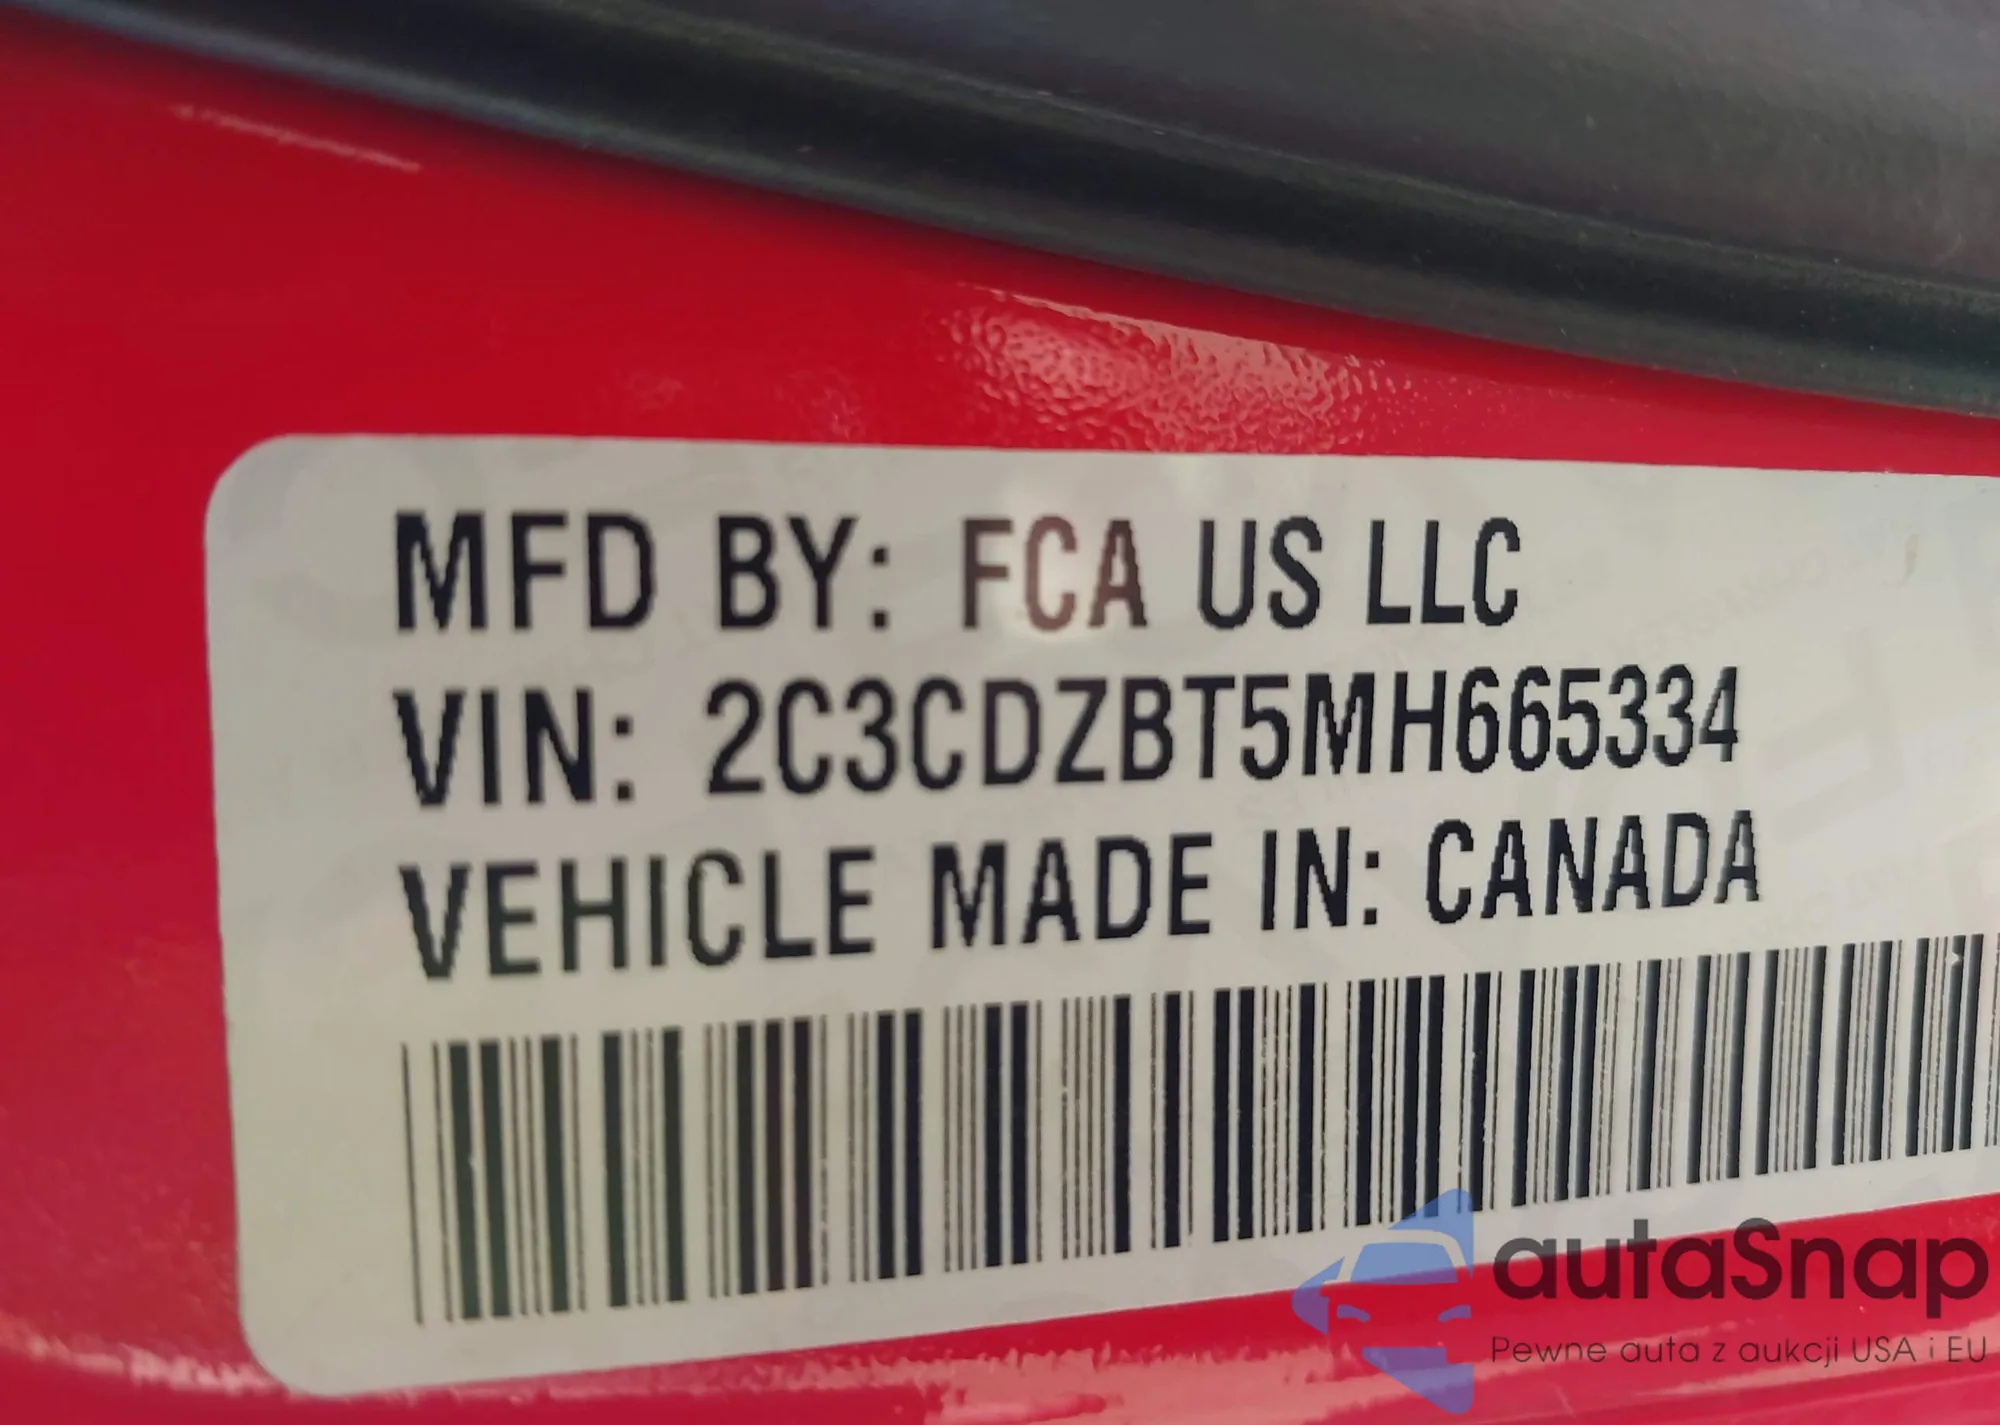 MFD BY: FCA US LLC
VIN: 2C3CDZBT5MH665334
VEHICLE MADE IN: CANADA
autaSnap
Pewne auta z aukcji USA i EU